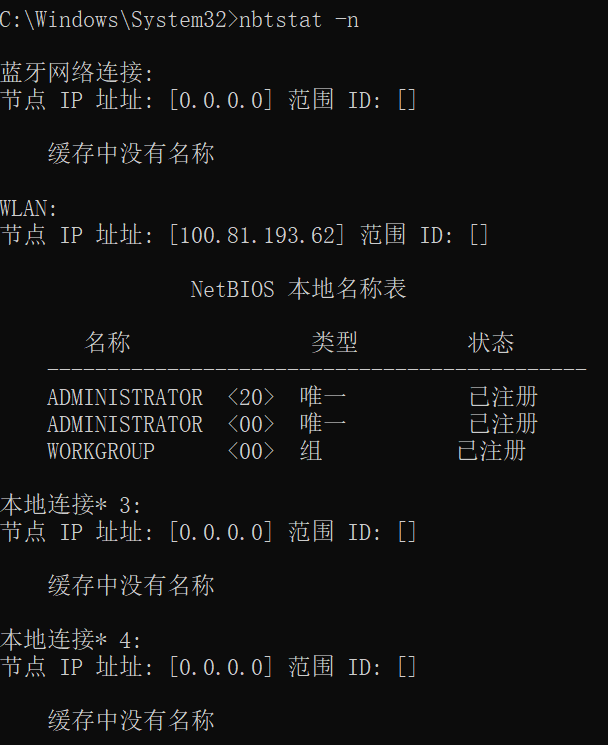 C:\Windows\System32>nbtstat -n
蓝牙网络连接:
节点 IP 址址: [0.0.0.0] 范围 ID: []
缓存中没有名称
WLAN:
节点 IP 址址: [100.81.193.62] 范围 ID: []
NetBIOS 本地名称表
名称 类型 状态
---------------------------------------------
ADMINISTRATOR <20> 唯一 已注册
ADMINISTRATOR <00> 唯一 已注册
WORKGROUP <00> 组 已注册
本地连接* 3:
节点 IP 址址: [0.0.0.0] 范围 ID: []
缓存中没有名称
本地连接* 4:
节点 IP 址址: [0.0.0.0] 范围 ID: []
缓存中没有名称